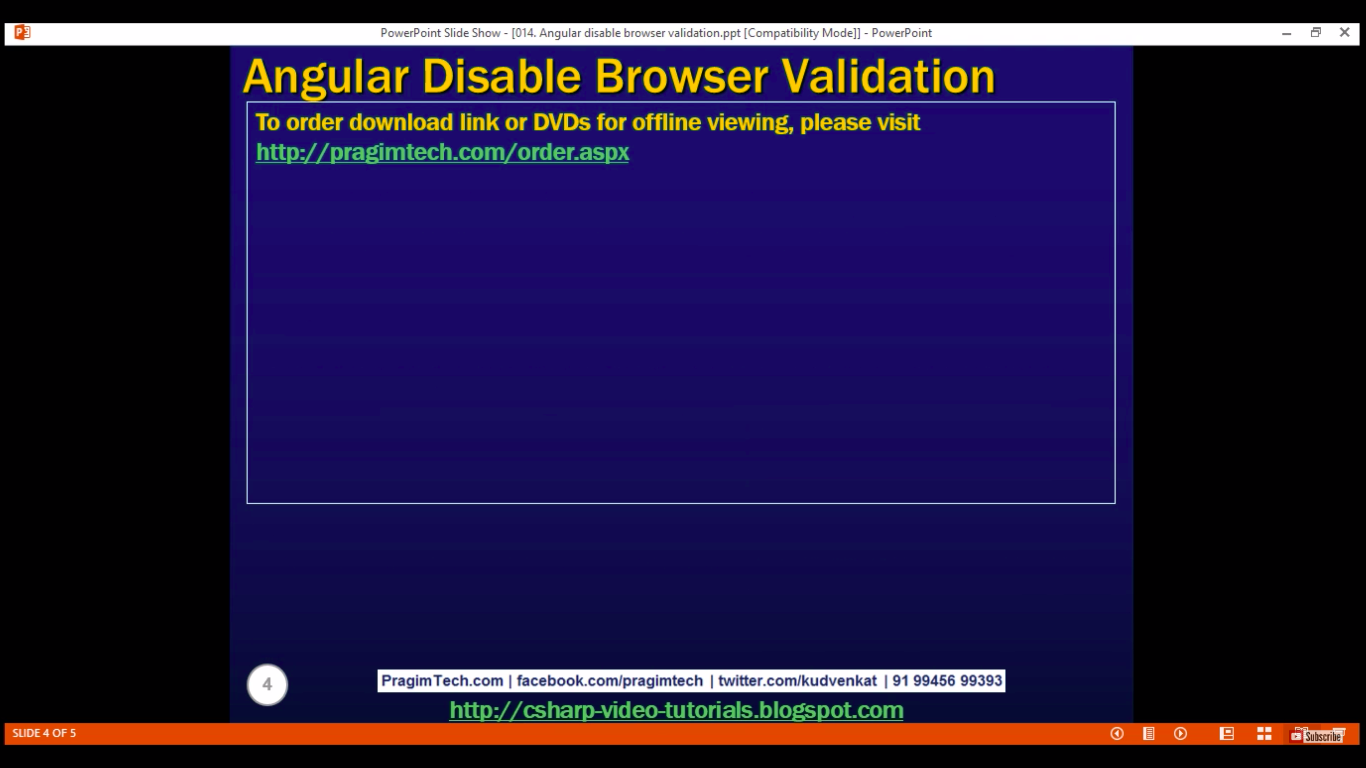 PowerPoint Slide Show - [014. Angular disable browser validation.ppt [Compatibility Mode]] - PowerPoint
Angular Disable Browser Validation
To order download link or DVDs for offline viewing, please visit
http://pragimtech.com/order.aspx
4
PragimTech.com | facebook.com/pragimtech | twitter.com/kudvenkat | 91 99456 99393
http://csharp-video-tutorials.blogspot.com
SLIDE 4 OF 5
Subscribe